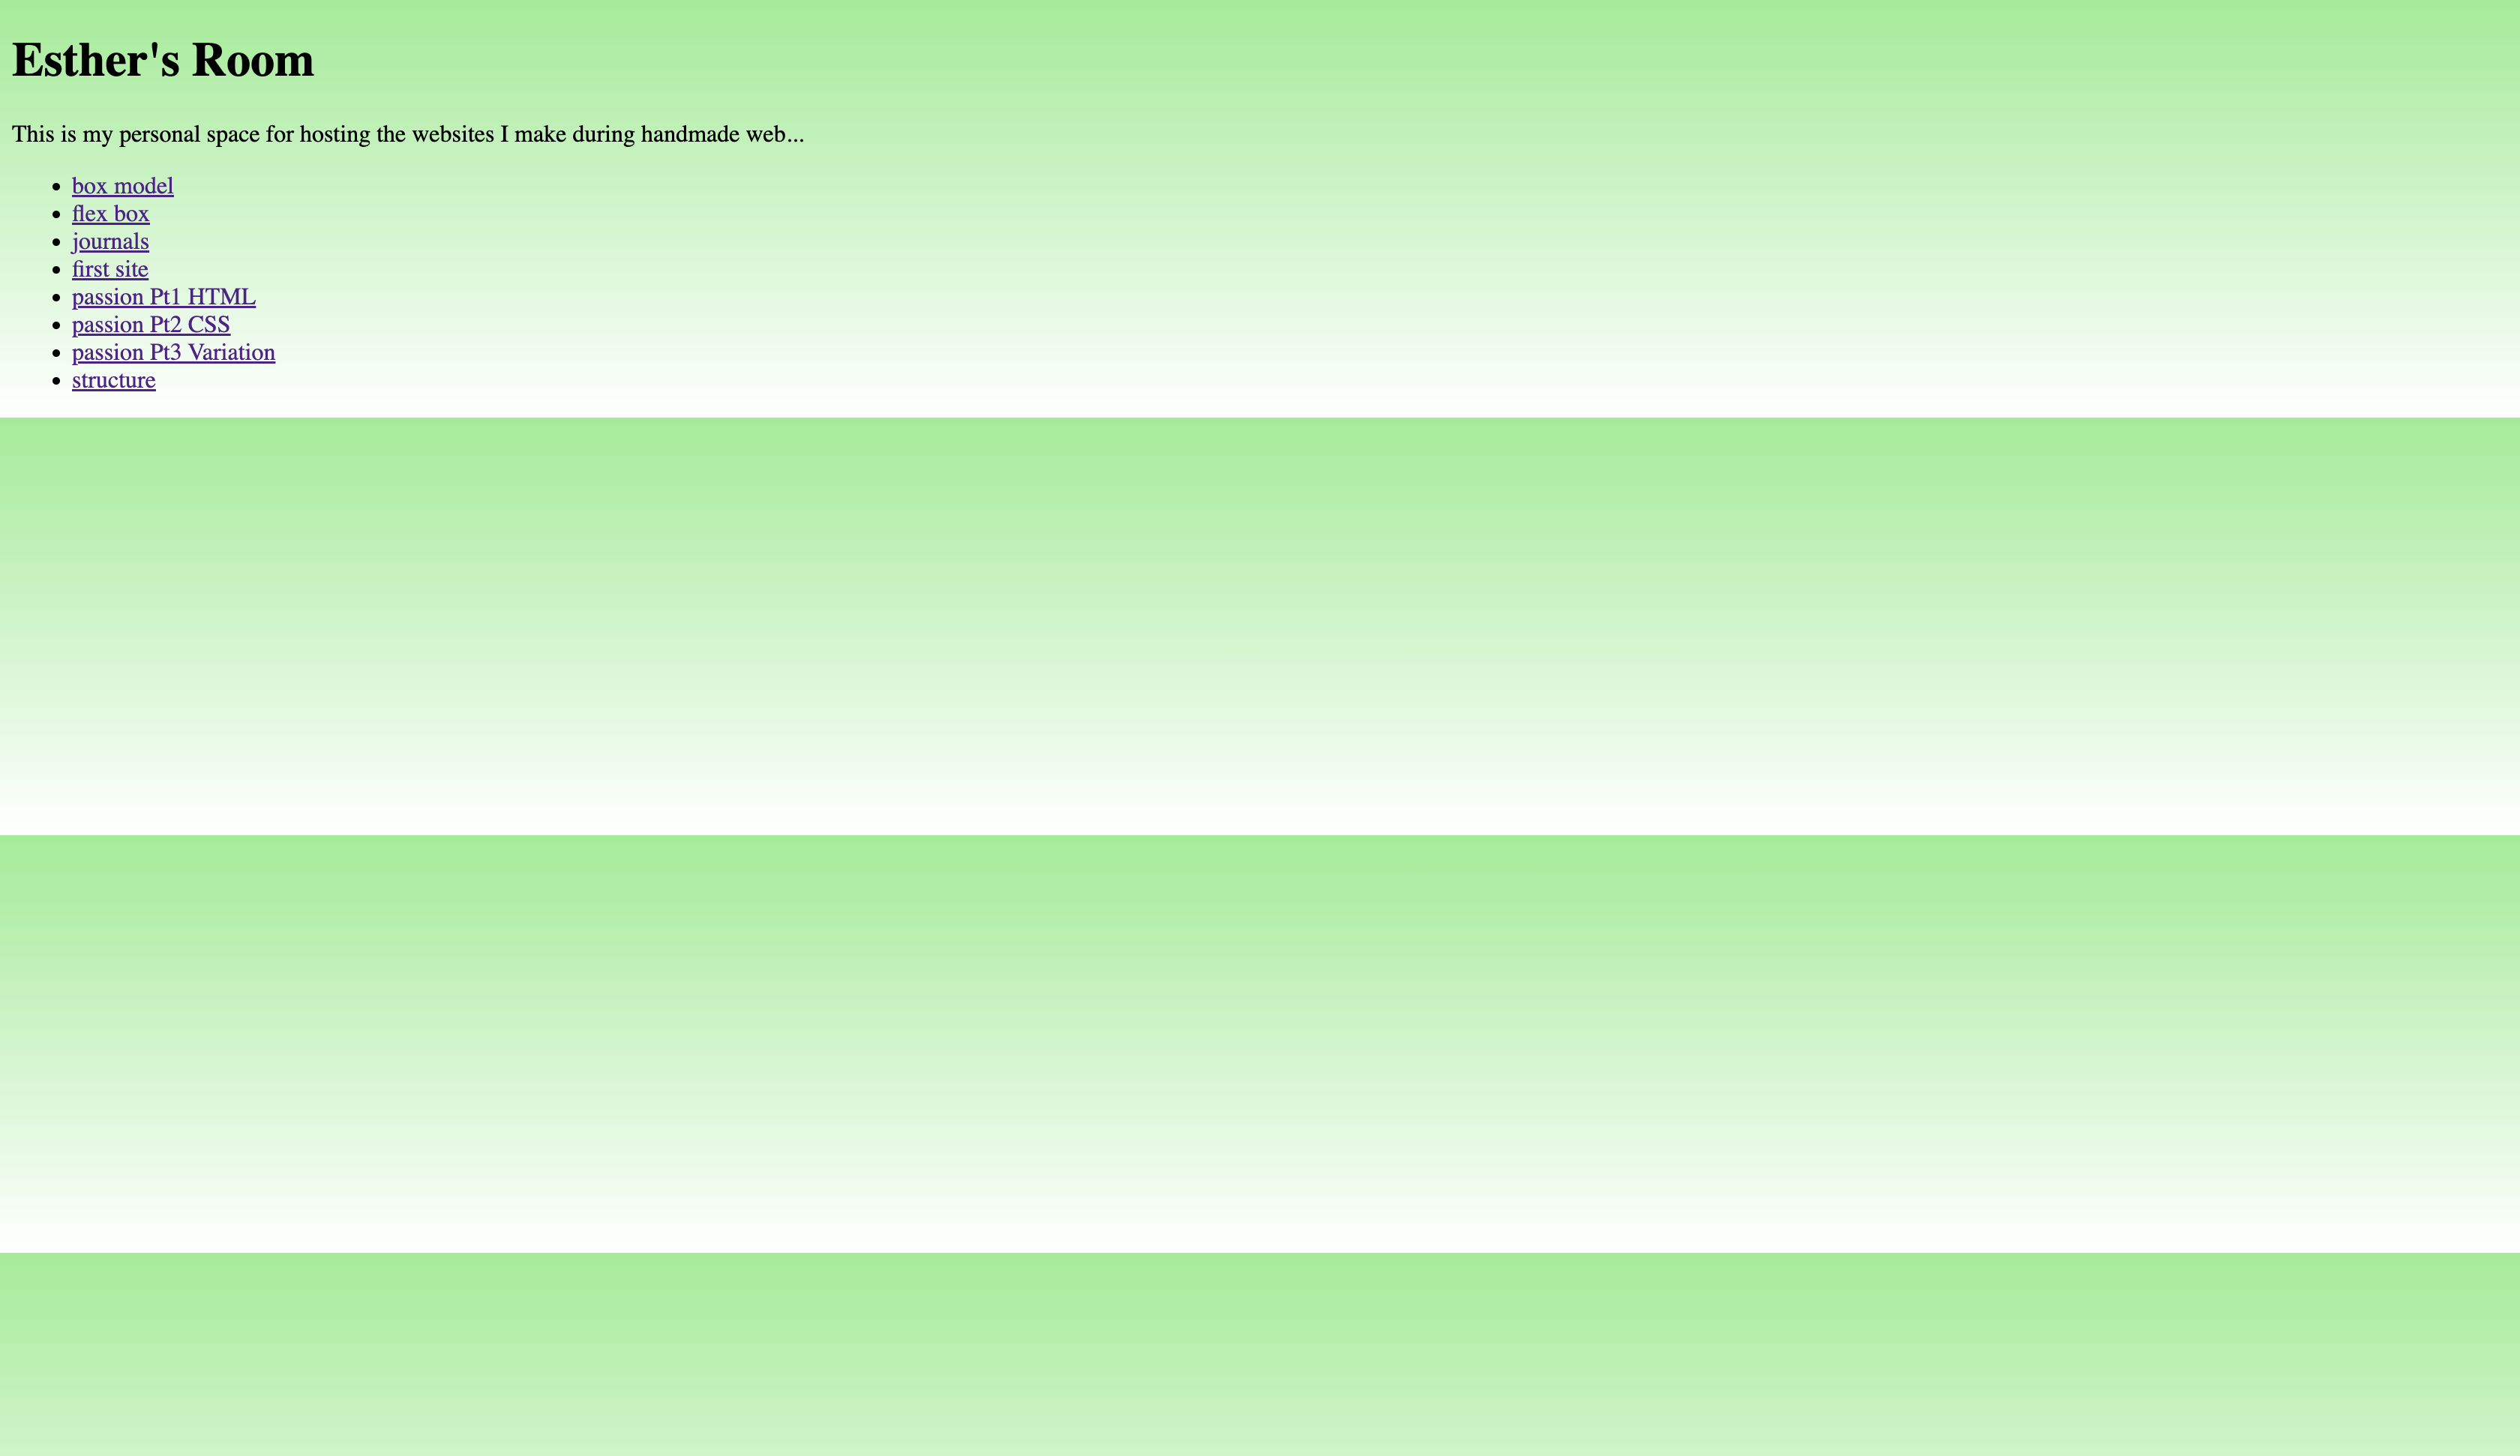 Esther's Room
This is my personal space for hosting the websites I make during handmade web...
box model
flex box
journals
first site
passion Pt1 HTML
passion Pt2 CSS
passion Pt3 Variation
structure